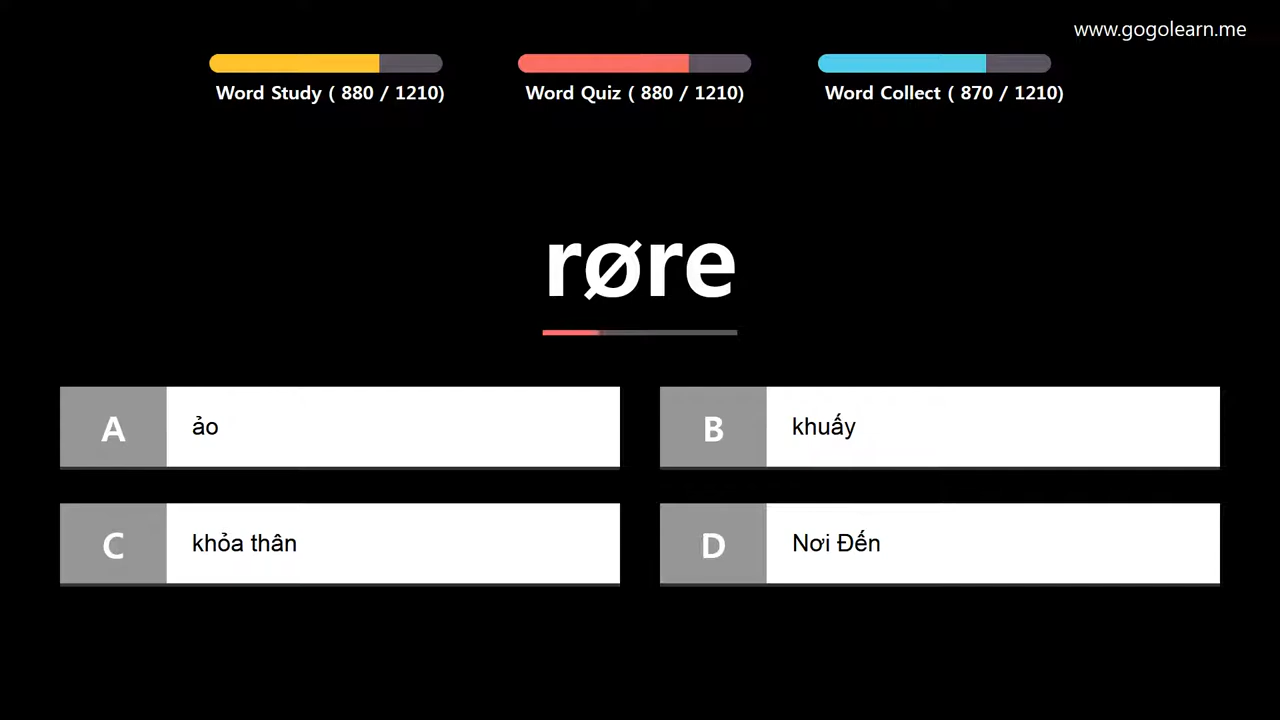 www.gogolearn.me
Word Study ( 880 / 1210)
Word Quiz ( 880 / 1210)
Word Collect ( 870 / 1210)
røre
A
ảo
B
khuấy
C
khỏa thân
D
Nơi Đến